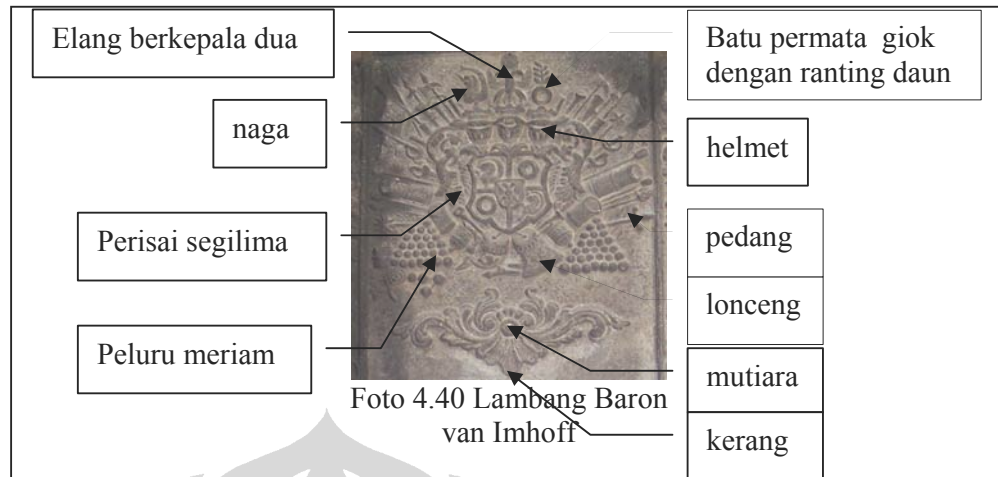 Elang berkepala dua
naga
Perisai segilima
Peluru meriam
Batu permata giok
dengan ranting daun
helmet
pedang
lonceng
mutiara
kerang
Foto 4.40 Lambang Baron
van Imhoff